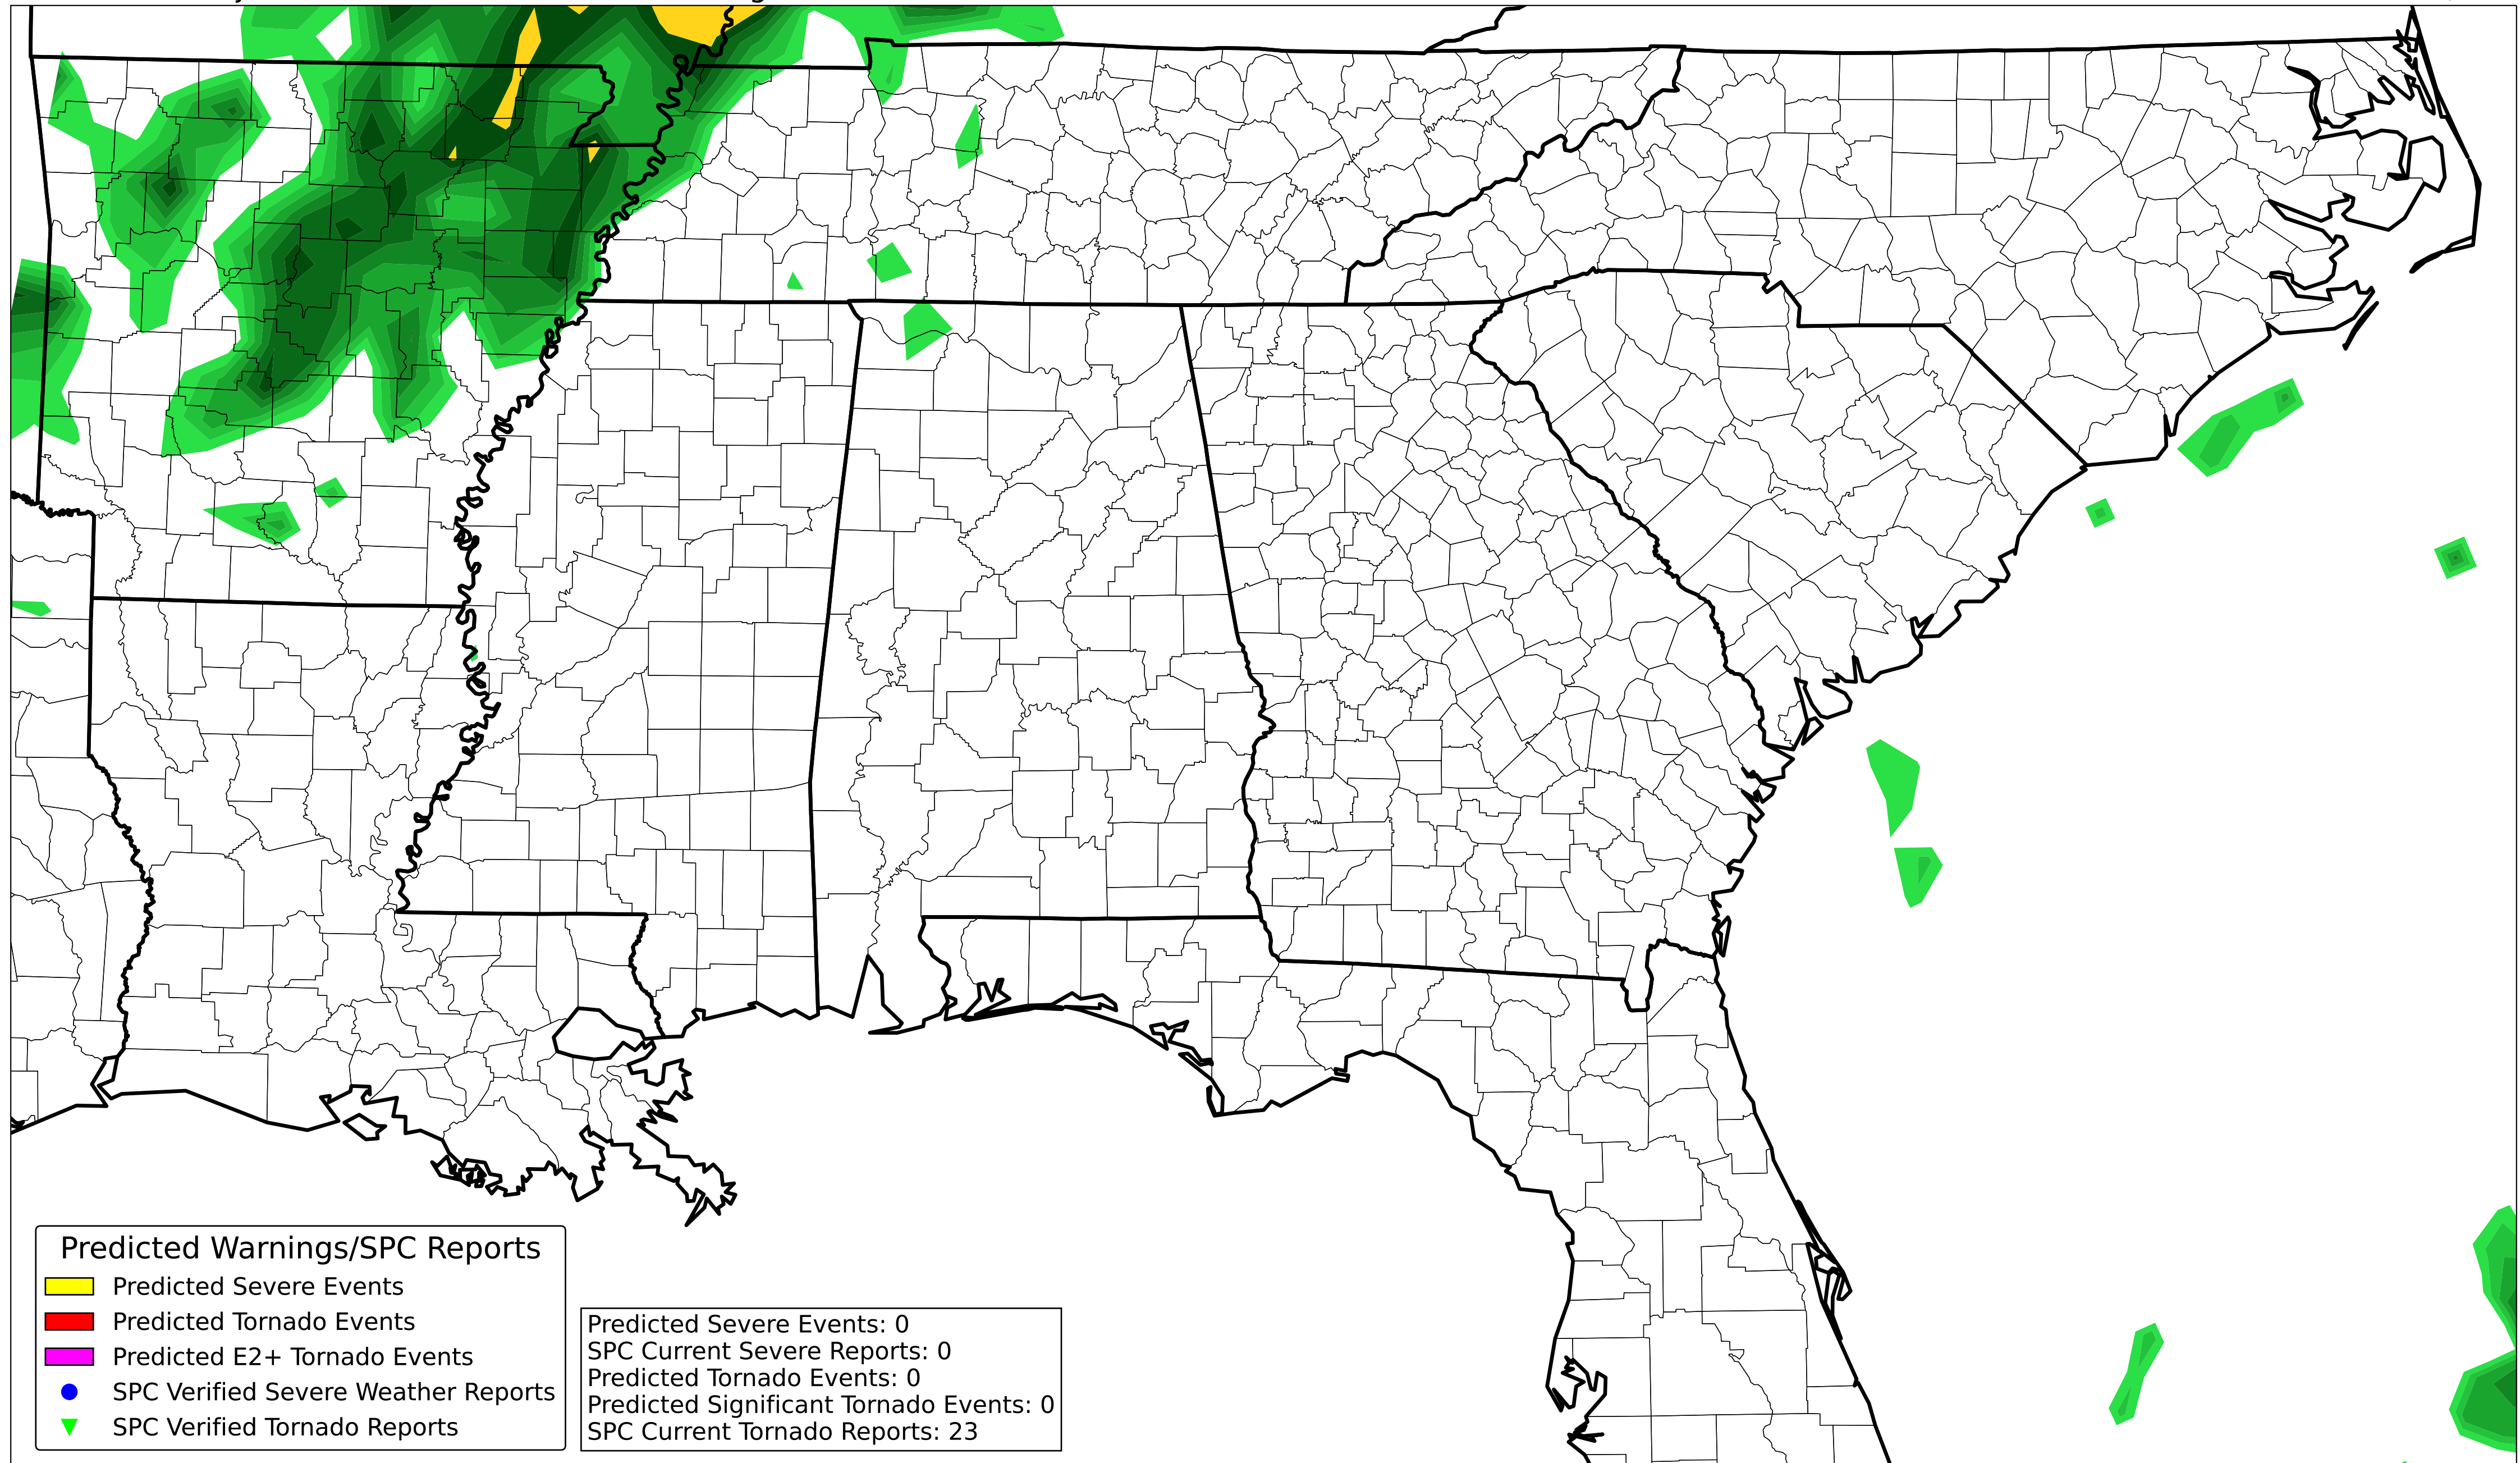 Predicted Warnings/SPC Reports
Predicted Severe Events
Predicted Tornado Events
Predicted E2+ Tornado Events
SPC Verified Severe Weather Reports
SPC Verified Tornado Reports
Predicted Severe Events: 0
SPC Current Severe Reports: 0
Predicted Tornado Events: 0
Predicted Significant Tornado Events: 0
SPC Current Tornado Reports: 23